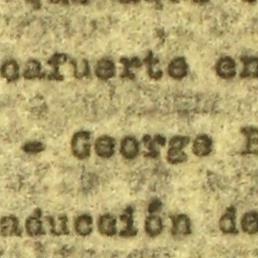 oafuerte en
- George
aducción de